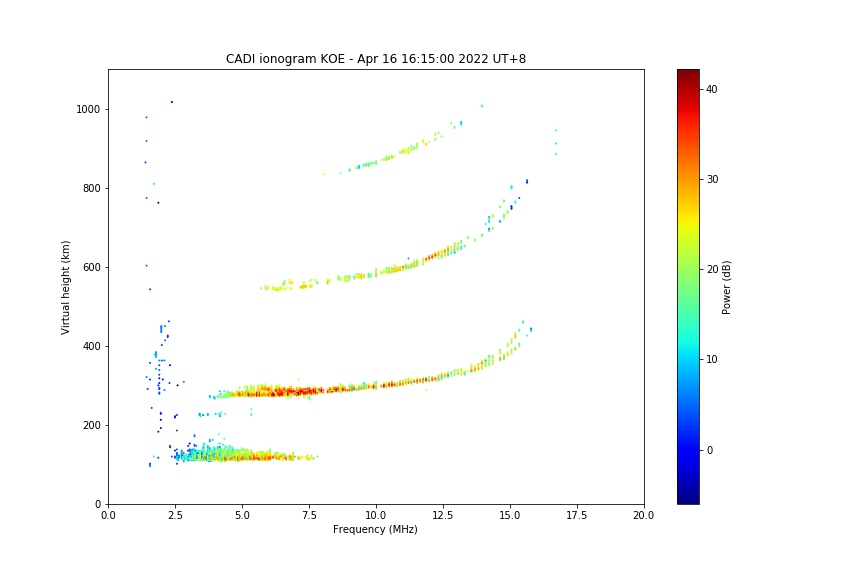 CADI ionogram KOE - Apr 16 16:15:00 2022 UT+8
Virtual height (km)
1000
800
600
400
200
0
0.0 2.5 5.0 7.5 10.0 12.5 15.0 17.5 20.0
Frequency (MHz)
40
30
20
10
0
Power (dB)